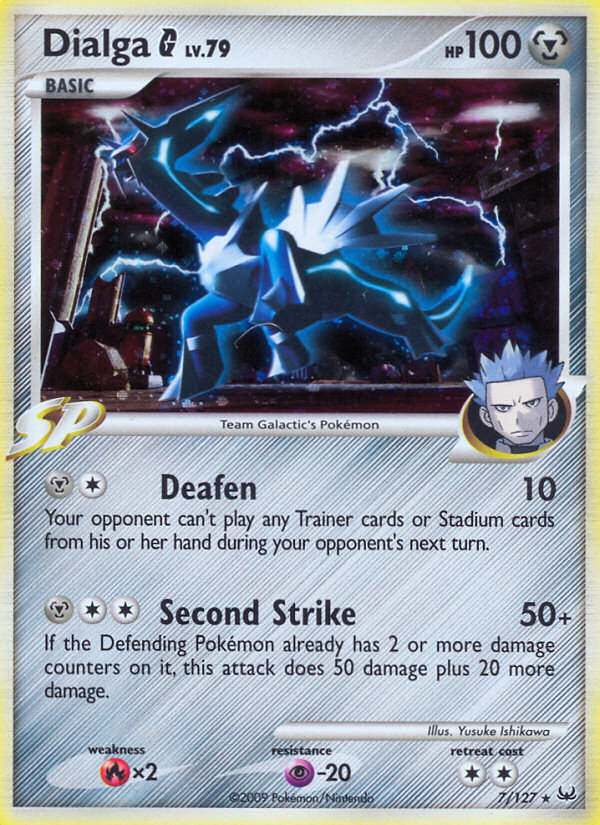 Dialga G LV.79 HP 100
BASIC
SP
Team Galactic's Pokémon
Deafen 10
Your opponent can't play any Trainer cards or Stadium cards
from his or her hand during your opponent's next turn.
Second Strike 50+
If the Defending Pokémon already has 2 or more damage
counters on it, this attack does 50 damage plus 20 more
damage.
Illus. Yusuke Ishikawa
weakness resistance retreat cost
×2 -20
©2009 Pokémon/Nintendo 7/127 ★